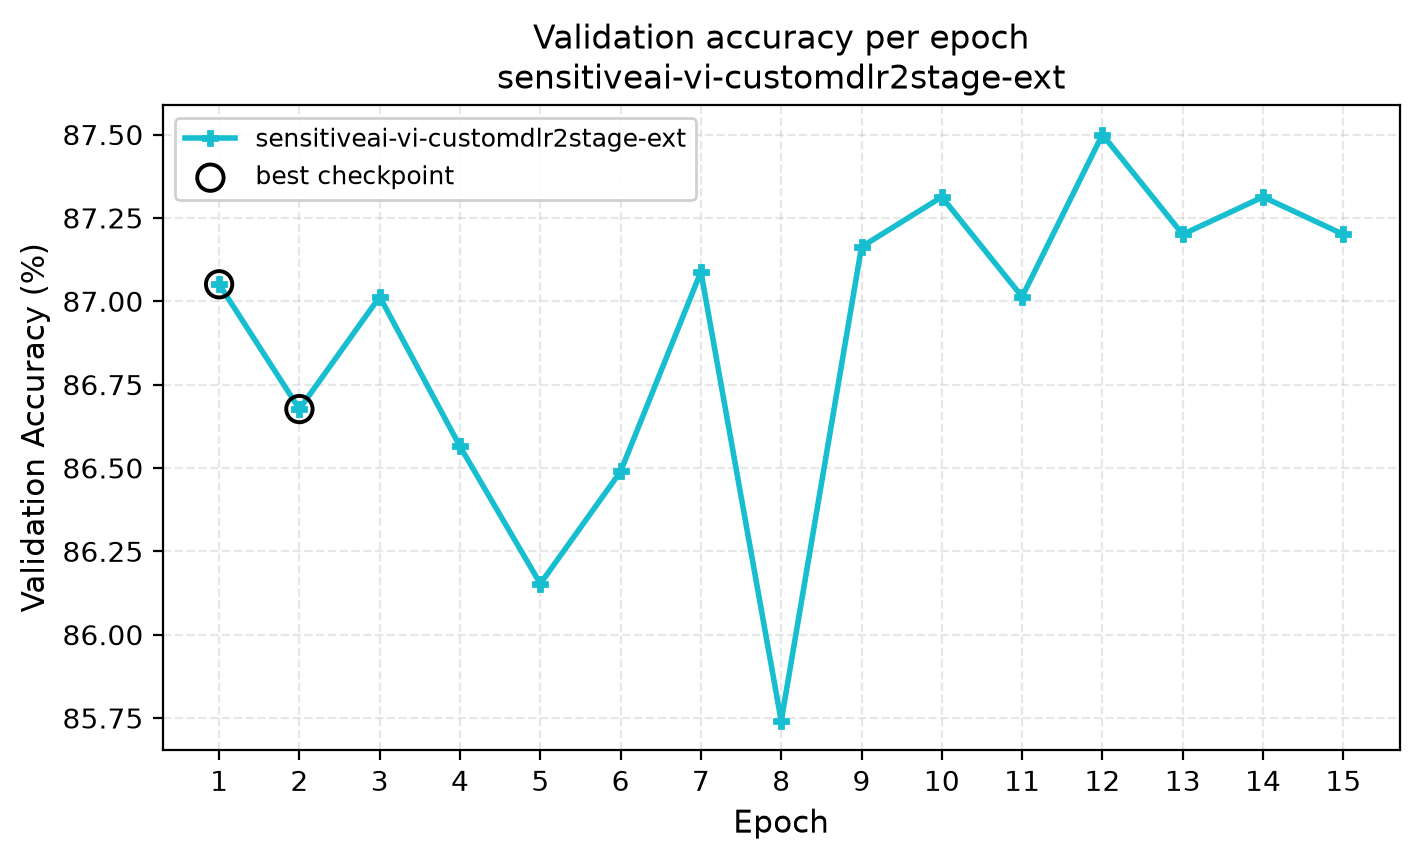 Validation accuracy per epoch
sensitiveai-vi-customdlr2stage-ext
sensitiveai-vi-customdlr2stage-ext
best checkpoint
Validation Accuracy (%)
87.50
87.25
87.00
86.75
86.50
86.25
86.00
85.75
1 2 3 4 5 6 7 8 9 10 11 12 13 14 15
Epoch